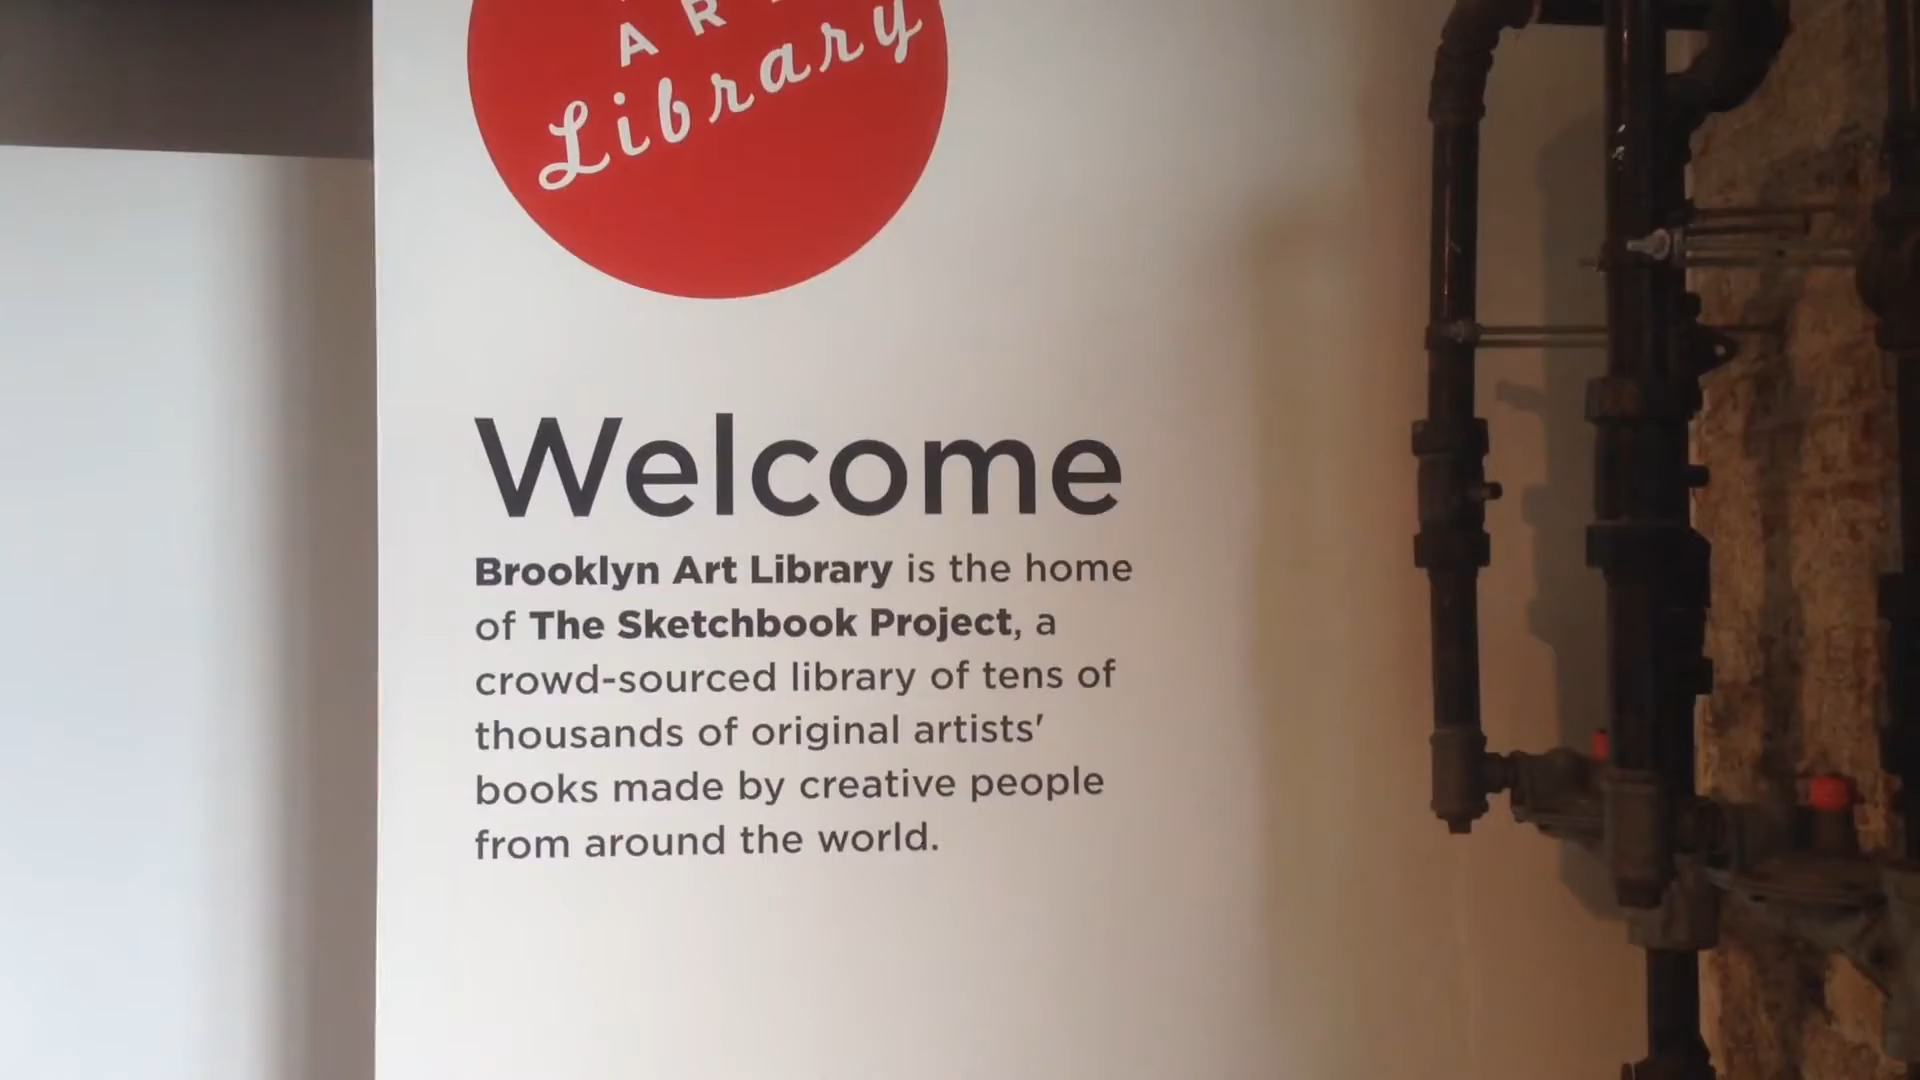 Library
Welcome
Brooklyn Art Library is the home
of The Sketchbook Project, a
crowd-sourced library of tens of
thousands of original artists'
books made by creative people
from around the world.